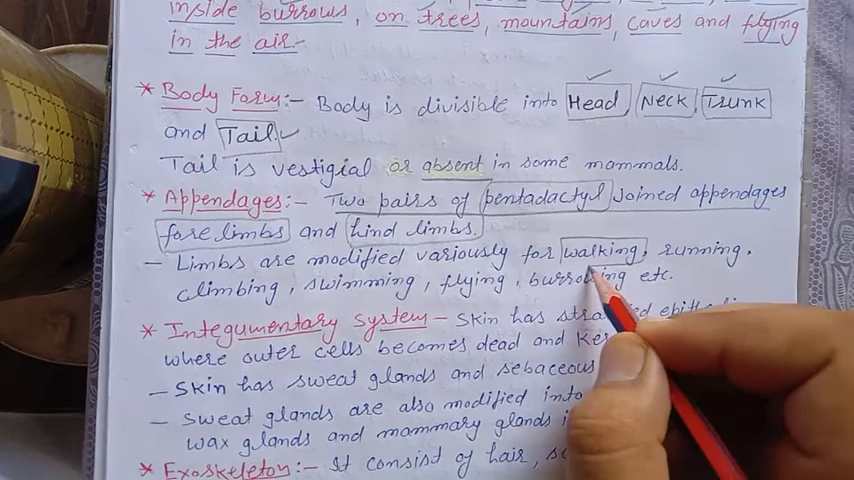 inside burrows, on trees, mountains, caves and flying
in the air.
* Body Form:- Body is divisible into Head, Neck, Trunk
and Tail.
Tail is vestigial or absent in some mammals.
* Appendages:- Two pairs of pentadactyl joined appendages
fore limbs and hind limbs.
- Limbs are modified variously for walking, running,
climbing, swimming, flying, burrowing etc.
* Integumentary System - Skin has
where outer cells becomes dead and
- Skin has sweat glands and sebaceous
- sweat glands are also modified into
wax glands and mammary glands
* Exoskeleton:- It consist of hair,